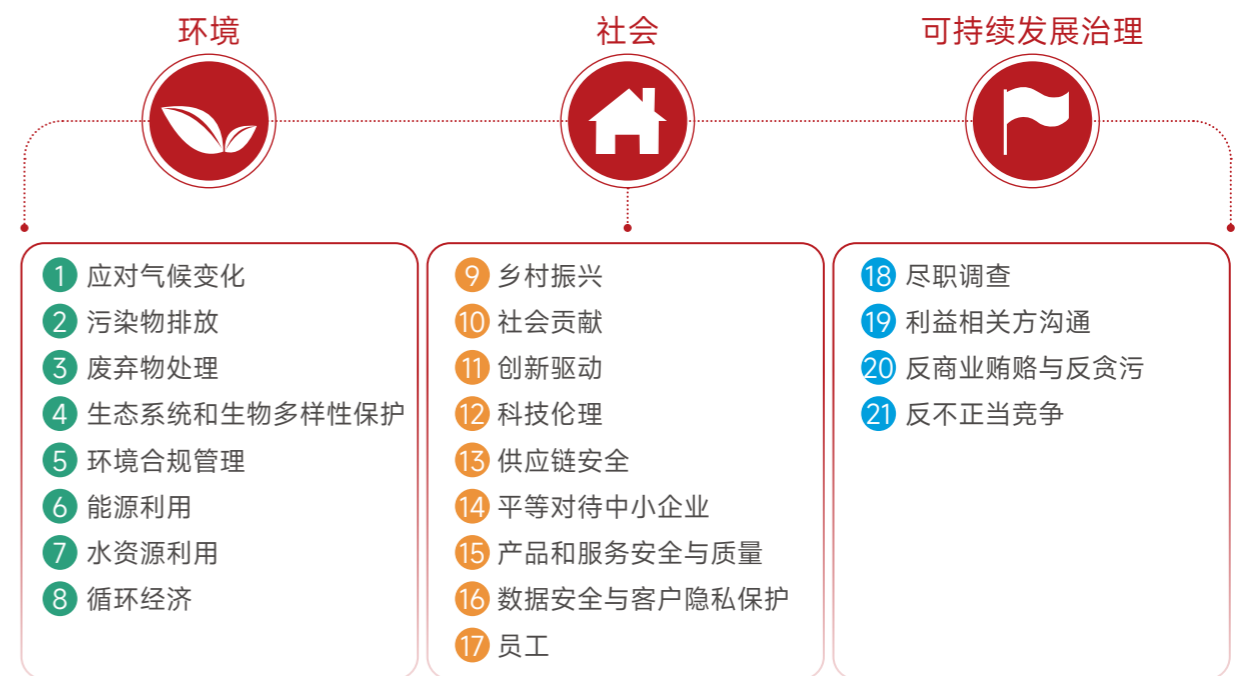 环境
社会
可持续发展治理
1 应对气候变化
2 污染物排放
3 废弃物处理
4 生态系统和生物多样性保护
5 环境合规管理
6 能源利用
7 水资源利用
8 循环经济
9 乡村振兴
10 社会贡献
11 创新驱动
12 科技伦理
13 供应链安全
14 平等对待中小企业
15 产品和服务安全与质量
16 数据安全与客户隐私保护
17 员工
18 尽职调查
19 利益相关方沟通
20 反商业贿赂与反贪污
21 反不正当竞争